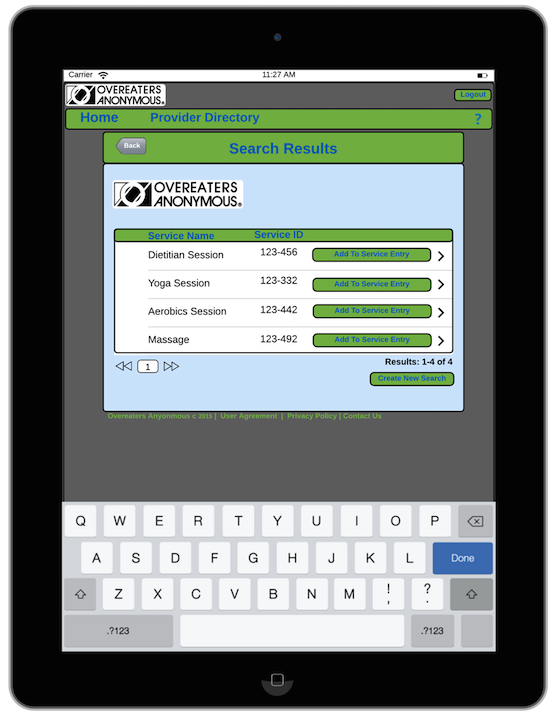 Carrier 11:27 AM
OVEREATERS
ANONYMOUS®
Logout
Home Provider Directory ?
Back Search Results
OVEREATERS
ANONYMOUS®
Service Name Service ID
Dietitian Session 123-456 Add To Service Entry
Yoga Session 123-332 Add To Service Entry
Aerobics Session 123-442 Add To Service Entry
Massage 123-492 Add To Service Entry
1 Results: 1-4 of 4
Create New Search
Overeaters Anyonmous c 2015 | User Agreement | Privacy Policy | Contact Us
Q W E R T Y U I O P
A S D F G H J K L Done
Z X C V B N M ! , ? .
.?123 .?123